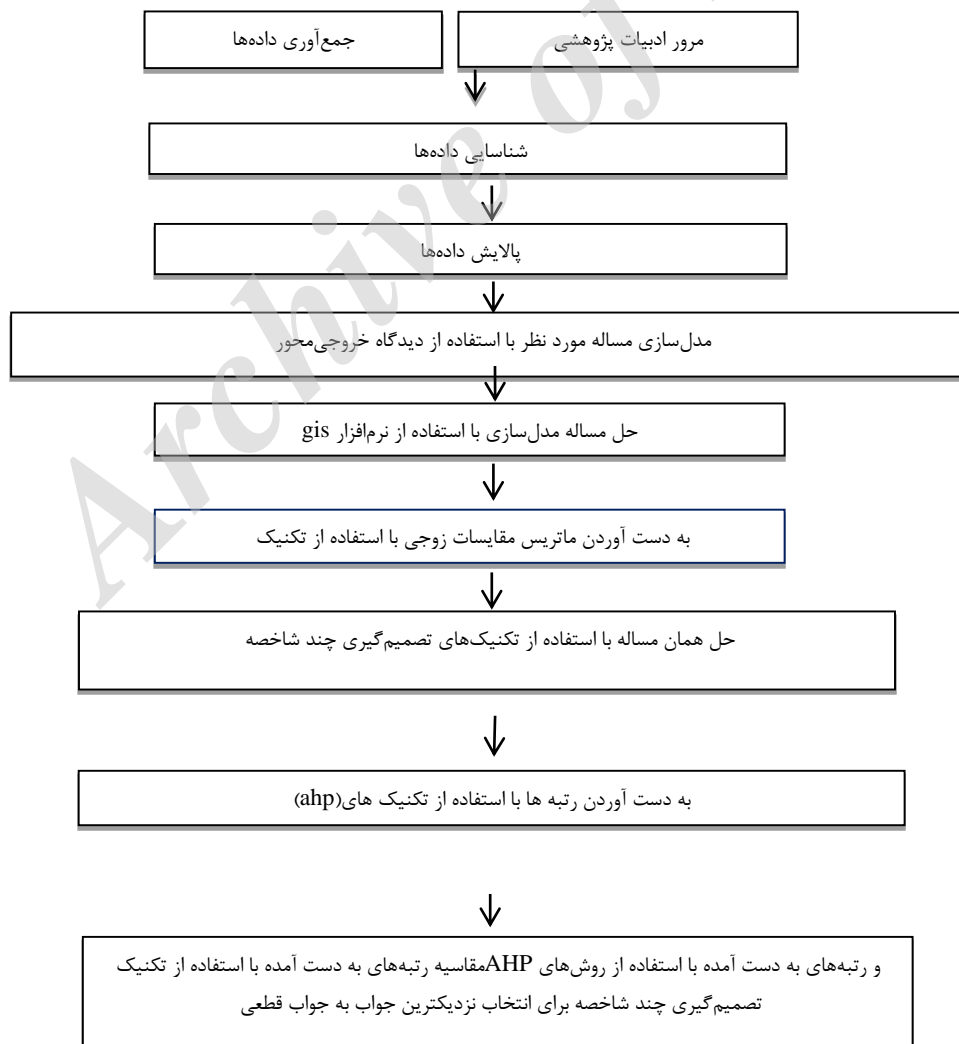 مرور ادبیات پژوهشی
جمع‌آوری داده‌ها
شناسایی داده‌ها
پالایش داده‌ها
مدل‌سازی مساله مورد نظر با استفاده از دیدگاه خروجی‌محور
حل مساله مدل‌سازی با استفاده از نرم‌افزار gis
به دست آوردن ماتریس مقایسات زوجی با استفاده از تکنیک
حل همان مساله با استفاده از تکنیک‌های تصمیم‌گیری چند شاخصه
به دست آوردن رتبه ها با استفاده از تکنیک های(ahp)
و رتبه‌های به دست آمده با استفاده از روش‌های AHPمقاسیه رتبه‌های به دست آمده با استفاده از تکنیک
تصمیم‌گیری چند شاخصه برای انتخاب نزدیکترین جواب به جواب قطعی
Archive of